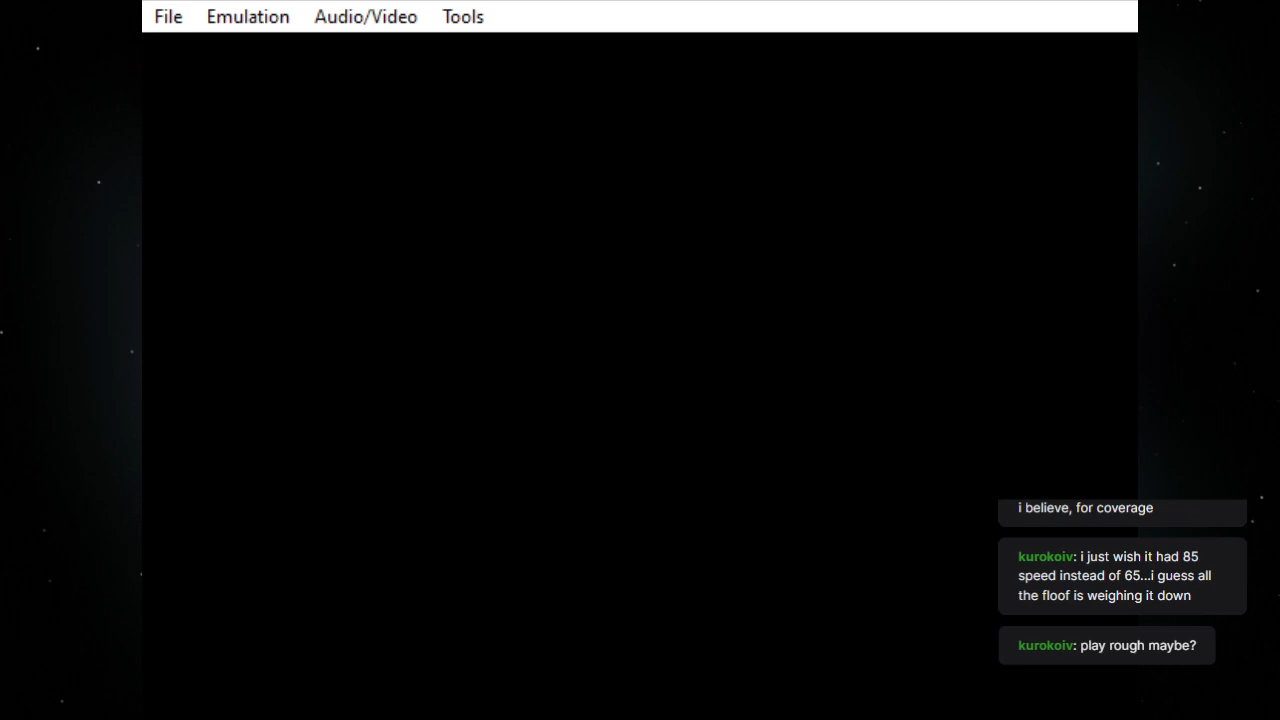 File Emulation Audio/Video Tools
i believe, for coverage
kurokoiv: i just wish it had 85
speed instead of 65...i guess all
the floof is weighing it down
kurokoiv: play rough maybe?